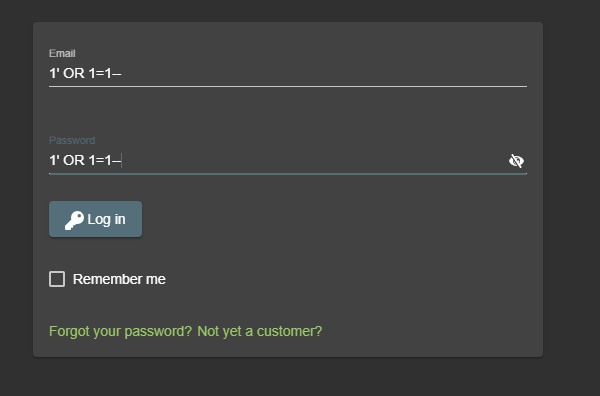 Email
1' OR 1=1--
Password
1' OR 1=1--
Log in
Remember me
Forgot your password? Not yet a customer?